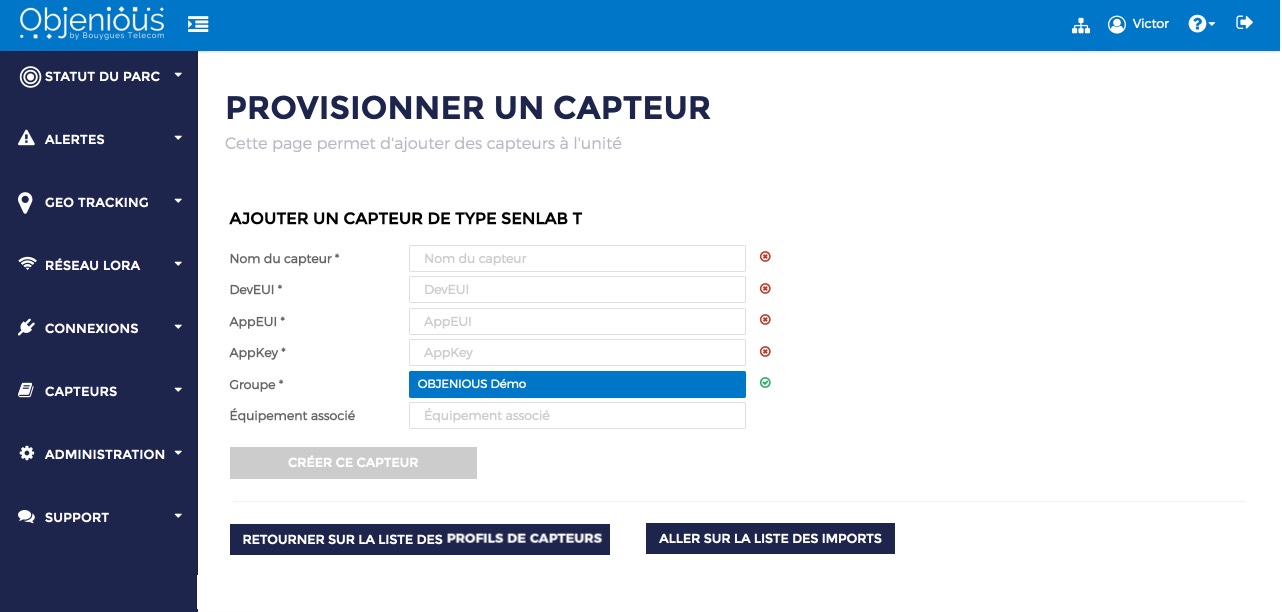 Objenious
by Bouygues Telecom
Victor
STATUT DU PARC
ALERTES
GEO TRACKING
RÉSEAU LORA
CONNEXIONS
CAPTEURS
ADMINISTRATION
SUPPORT
PROVISIONNER UN CAPTEUR
Cette page permet d'ajouter des capteurs à l'unité
AJOUTER UN CAPTEUR DE TYPE SENLAB T
Nom du capteur * Nom du capteur
DevEUI * DevEUI
AppEUI * AppEUI
AppKey * AppKey
Groupe * OBJENIOUS Démo
Équipement associé Équipement associé
CRÉER CE CAPTEUR
RETOURNER SUR LA LISTE DES PROFILS DE CAPTEURS ALLER SUR LA LISTE DES IMPORTS